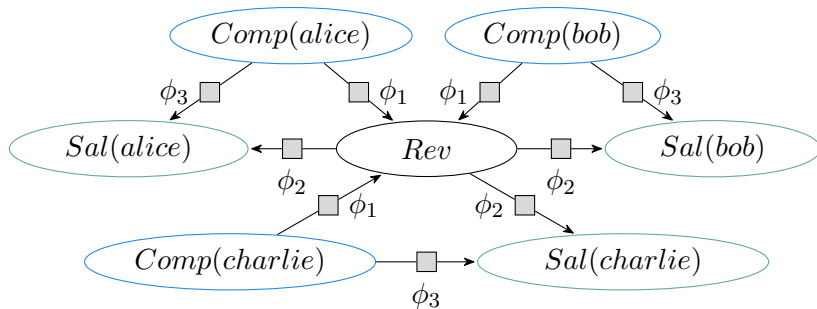 Comp(alice) Comp(bob)
ϕ3 ϕ1 ϕ1 ϕ3
Sal(alice) Rev Sal(bob)
ϕ2 ϕ1 ϕ2 ϕ2
Comp(charlie) Sal(charlie)
ϕ3